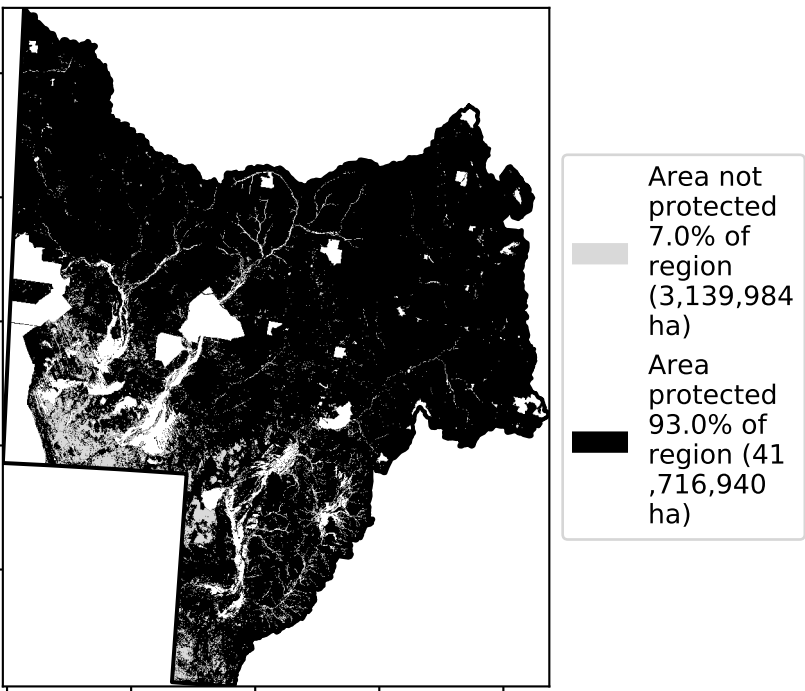 Area not
protected
7.0% of
region
(3,139,984
ha)
Area
protected
93.0% of
region (41
,716,940
ha)